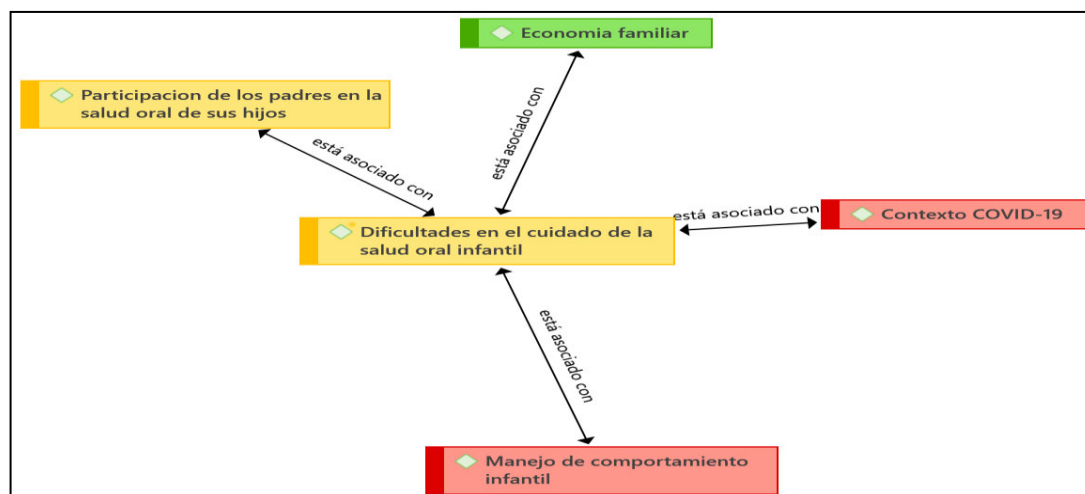 Economia familiar
Participacion de los padres en la
salud oral de sus hijos
está asociado con
está asociado con
está asociado con
Contexto COVID-19
Dificultades en el cuidado de la
salud oral infantil
está asociado con
Manejo de comportamiento
infantil